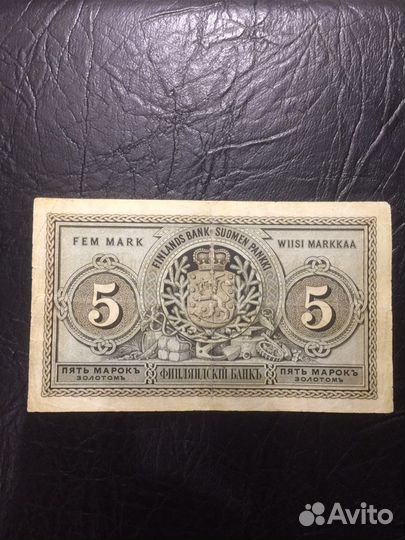 FEM MARK
FINLANDS BANK SUOMEN PANKKI
WIISI MARKKAA
5
5
ПЯТЬ МАРОКЪ
ЗОЛОТОМЪ
ФИНЛЯНДСКІЙ БАНКЪ
ПЯТЬ МАРОКЪ
ЗОЛОТОМЪ
Avito